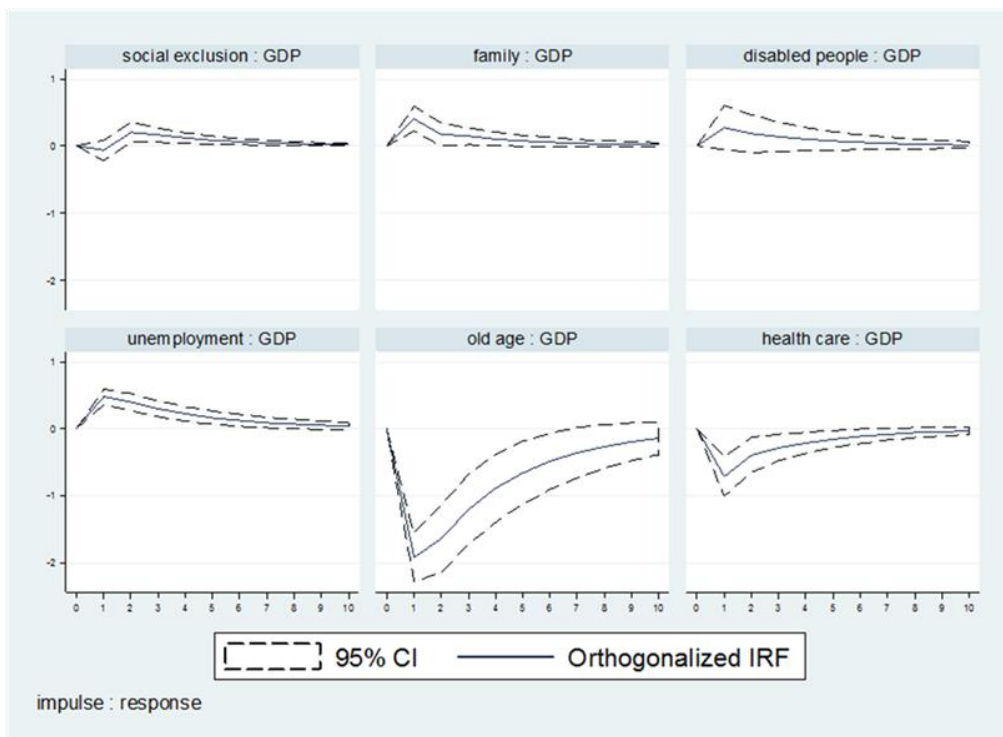 social exclusion : GDP
family : GDP
disabled people : GDP
1
0
-1
-2
unemployment : GDP
old age : GDP
health care : GDP
1
0
-1
-2
0 1 2 3 4 5 6 7 8 9 10
0 1 2 3 4 5 6 7 8 9 10
0 1 2 3 4 5 6 7 8 9 10
95% CI
Orthogonalized IRF
impulse : response